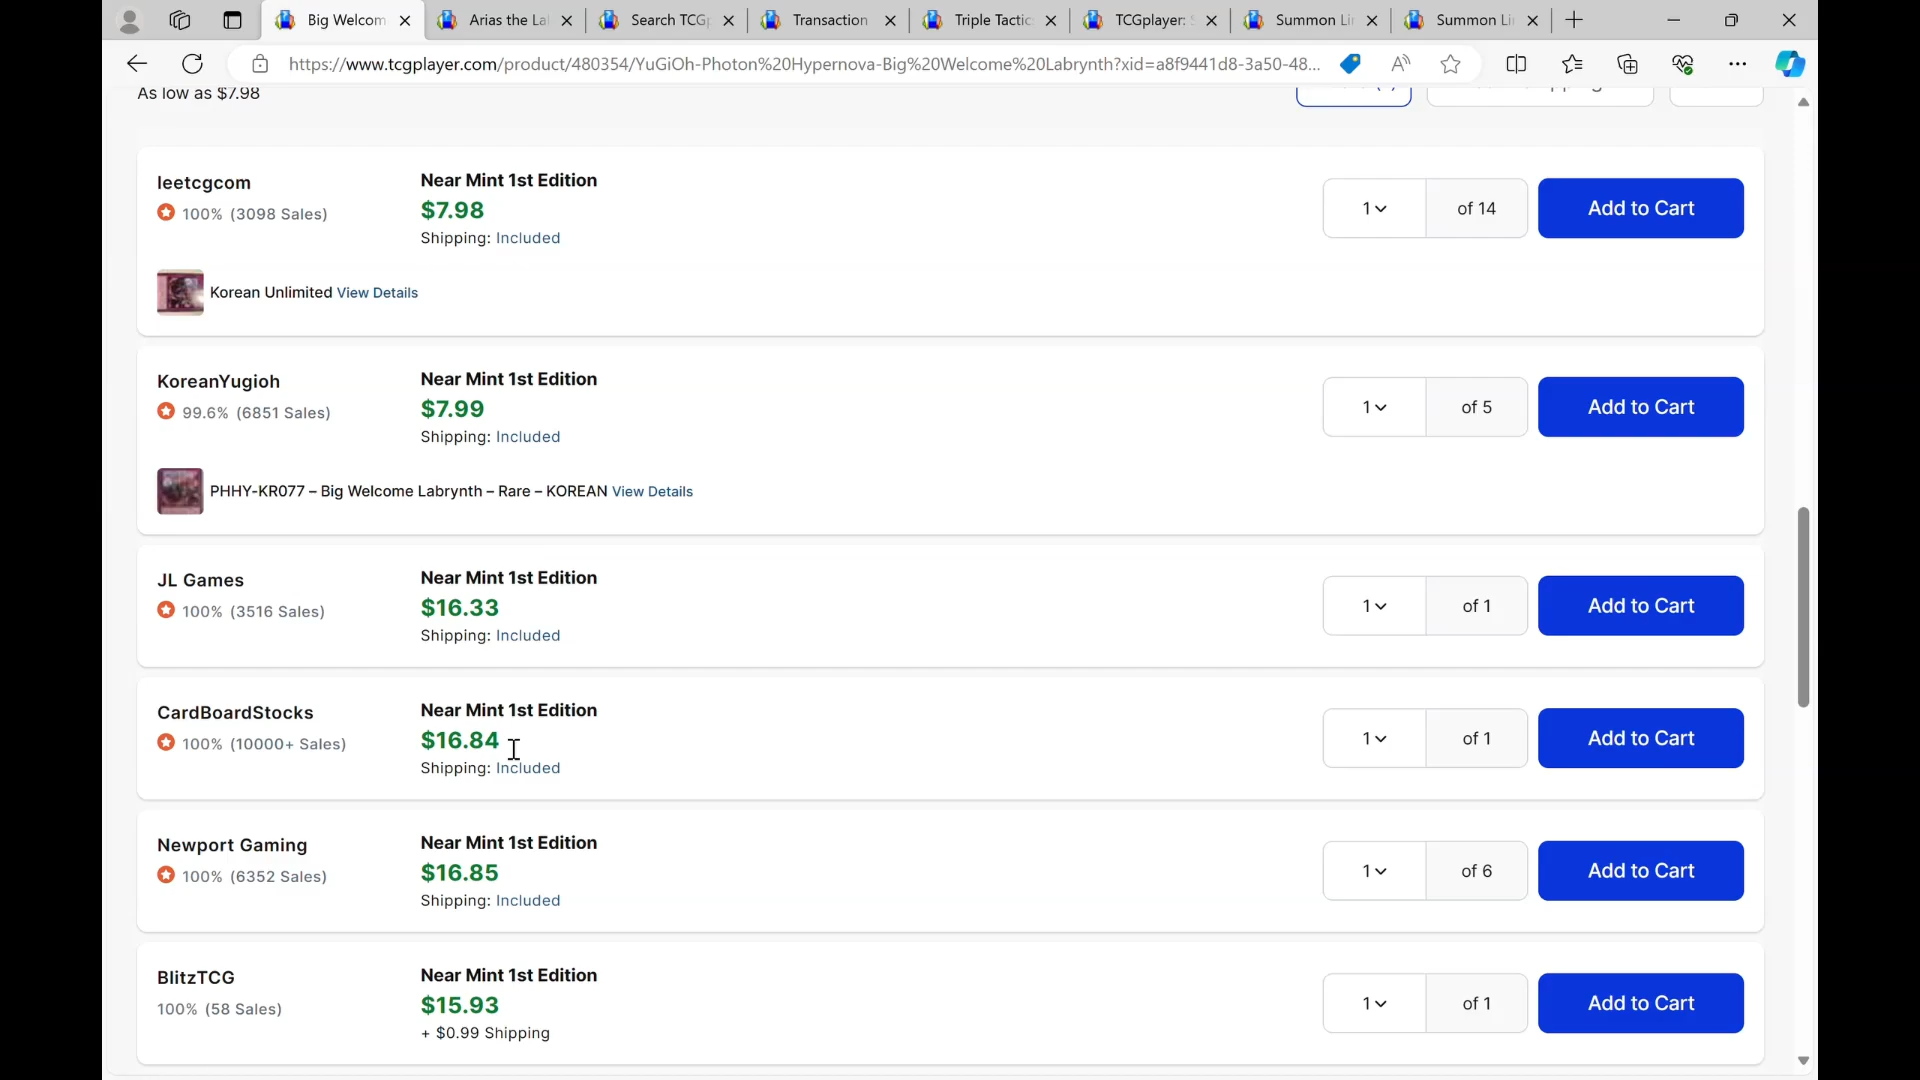 Big Welcom
Arias the La
Search TCG
Transaction
Triple Tactic
TCGplayer:
Summon Li
Summon Li
https://www.tcgplayer.com/product/480354/YuGiOh-Photon%20Hypernova-Big%20Welcome%20Labrynth?xid=a8f9441d8-3a50-48...
As low as $7.98
leetcgcom
100% (3098 Sales)
Near Mint 1st Edition
$7.98
Shipping: Included
1
of 14
Add to Cart
Korean Unlimited View Details
KoreanYugioh
99.6% (6851 Sales)
Near Mint 1st Edition
$7.99
Shipping: Included
1
of 5
Add to Cart
PHHY-KR077 – Big Welcome Labrynth – Rare – KOREAN View Details
JL Games
100% (3516 Sales)
Near Mint 1st Edition
$16.33
Shipping: Included
1
of 1
Add to Cart
CardBoardStocks
100% (10000+ Sales)
Near Mint 1st Edition
$16.84
Shipping: Included
1
of 1
Add to Cart
Newport Gaming
100% (6352 Sales)
Near Mint 1st Edition
$16.85
Shipping: Included
1
of 6
Add to Cart
BlitzTCG
100% (58 Sales)
Near Mint 1st Edition
$15.93
+ $0.99 Shipping
1
of 1
Add to Cart